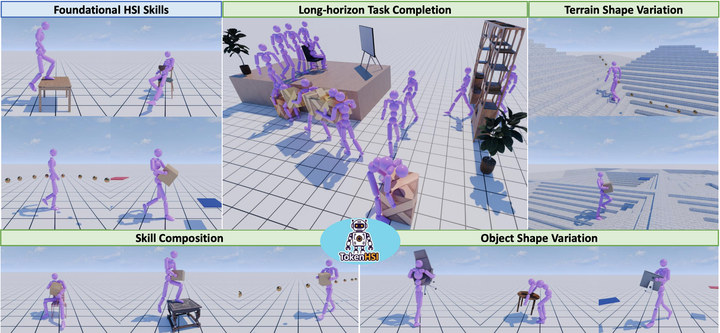 Foundational HSI Skills
Long-horizon Task Completion
Terrain Shape Variation
Skill Composition
TokenHSI
Object Shape Variation